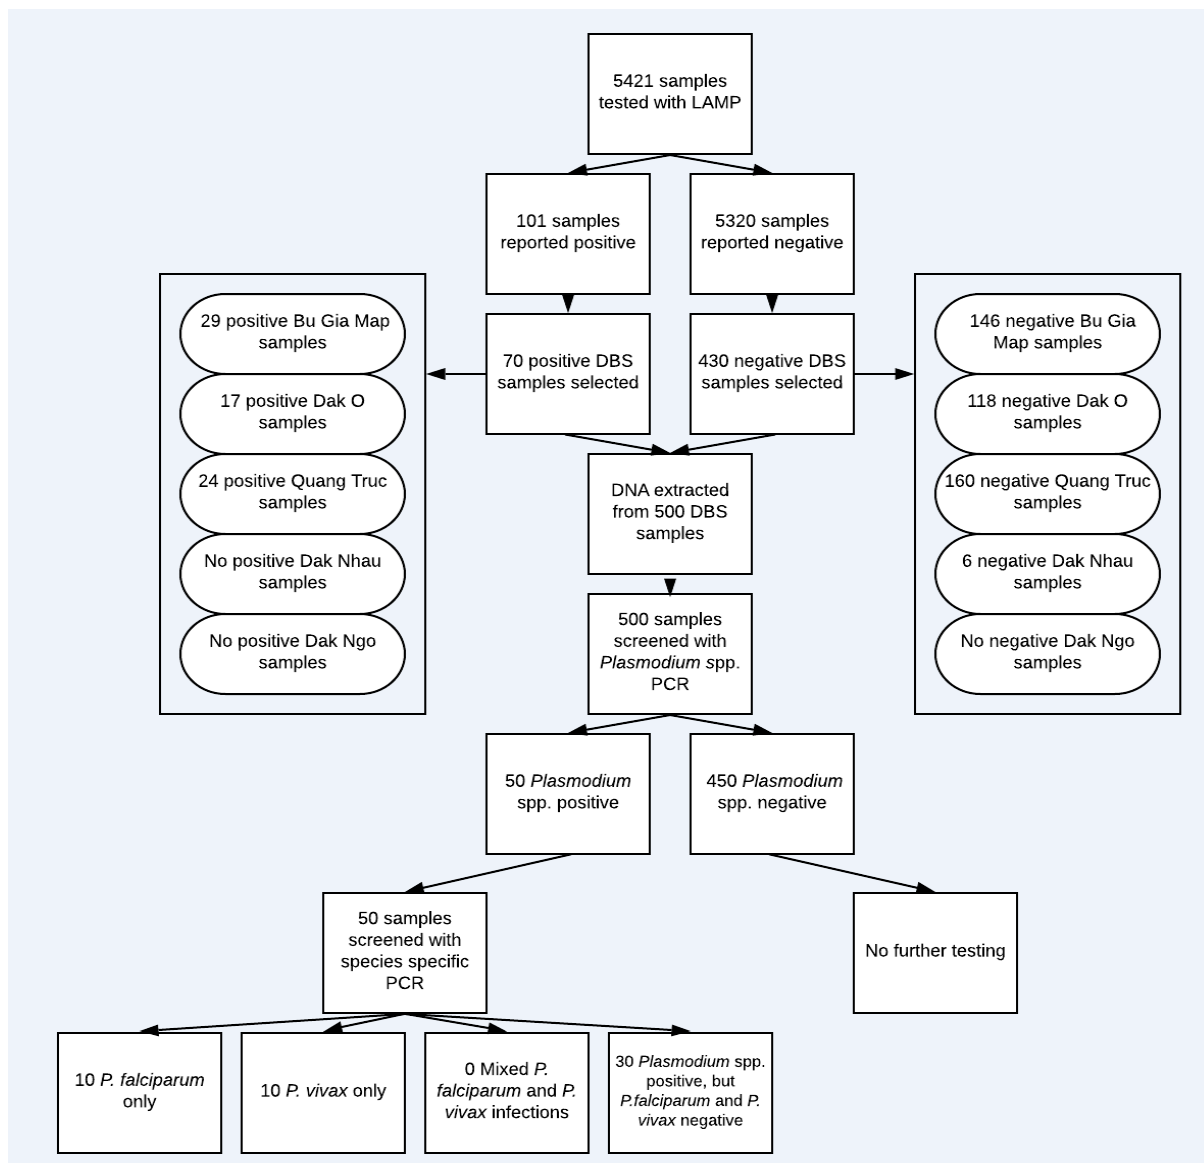 5421 samples
tested with LAMP
101 samples
reported positive
5320 samples
reported negative
29 positive Bu Gia Map
samples
17 positive Dak O
samples
24 positive Quang Truc
samples
No positive Dak Nhau
samples
No positive Dak Ngo
samples
70 positive DBS
samples selected
430 negative DBS
samples selected
146 negative Bu Gia
Map samples
118 negative Dak O
samples
160 negative Quang Truc
samples
6 negative Dak Nhau
samples
No negative Dak Ngo
samples
DNA extracted
from 500 DBS
samples
500 samples
screened with
Plasmodium spp.
PCR
50 Plasmodium
spp. positive
450 Plasmodium
spp. negative
50 samples
screened with
species specific
PCR
No further testing
10 P. falciparum
only
10 P. vivax only
0 Mixed P.
falciparum and P.
vivax infections
30 Plasmodium spp.
positive, but
P.falciparum and P.
vivax negative